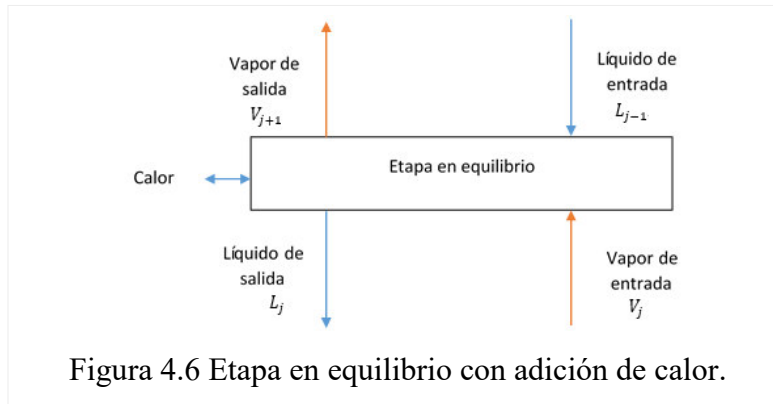 Vapor de
salida
V_{j+1}
Líquido de
entrada
L_{j−1}
Etapa en equilibrio
Calor
Líquido de
salida
L_j
Vapor de
entrada
V_j
Figura 4.6 Etapa en equilibrio con adición de calor.